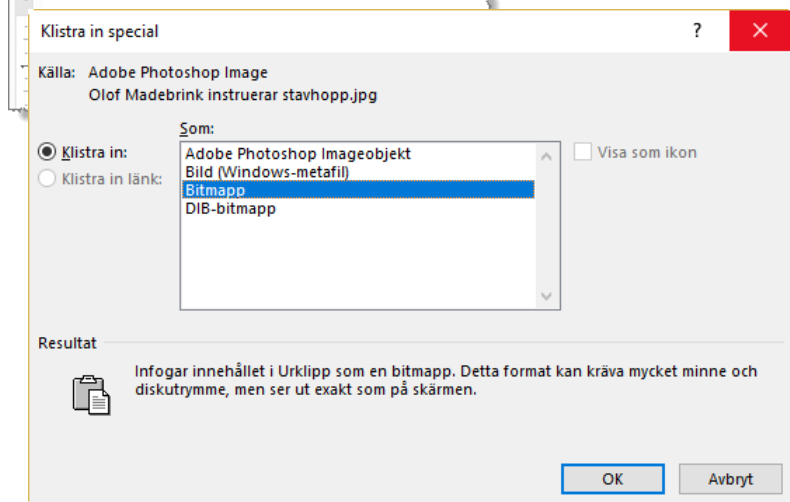 Klistra in special
?
Källa: Adobe Photoshop Image
Olof Madebrink instruerar stavhopp.jpg
Som:
Klistra in:
Klistra in länk:
Adobe Photoshop Imageobjekt
Bild (Windows-metafil)
Bitmapp
DIB-bitmapp
Visa som ikon
Resultat
Infogar innehållet i Urklipp som en bitmapp. Detta format kan kräva mycket minne och
diskutrymme, men ser ut exakt som på skärmen.
OK
Avbryt